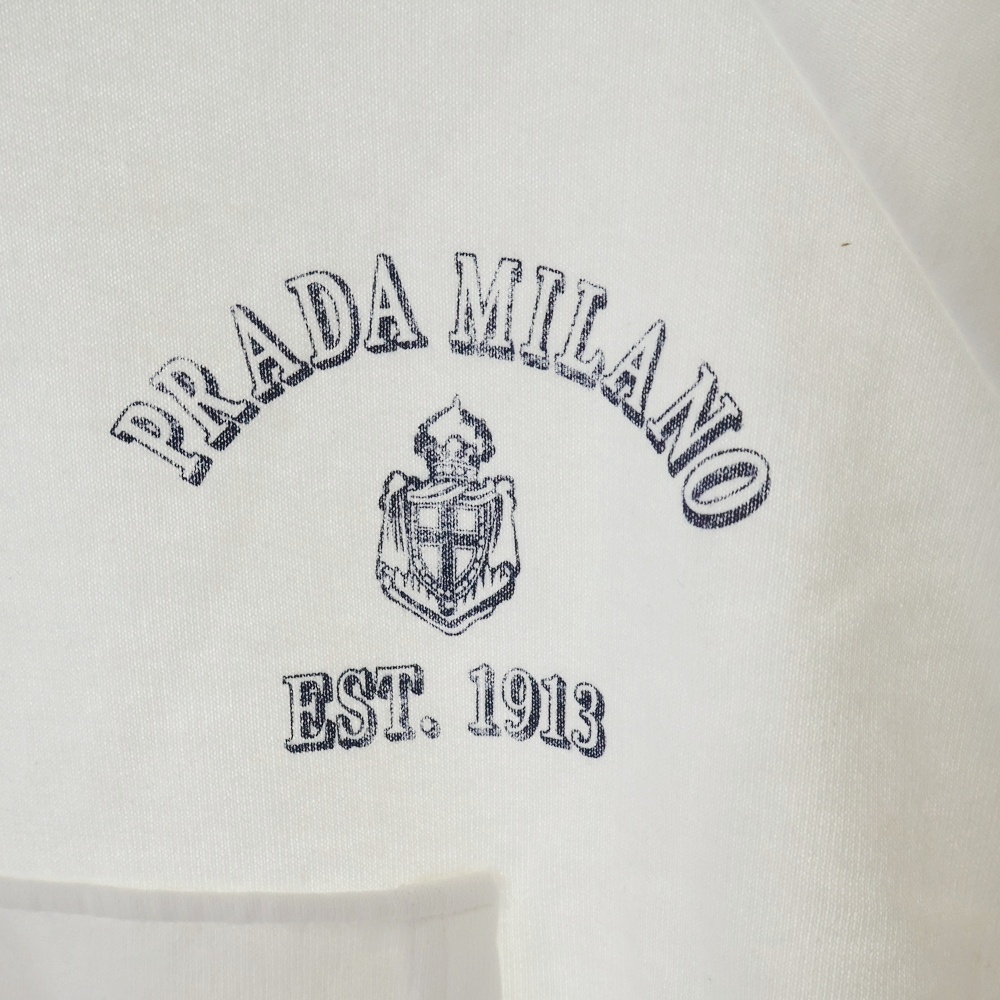 PRADA MILANO
EST. 1913